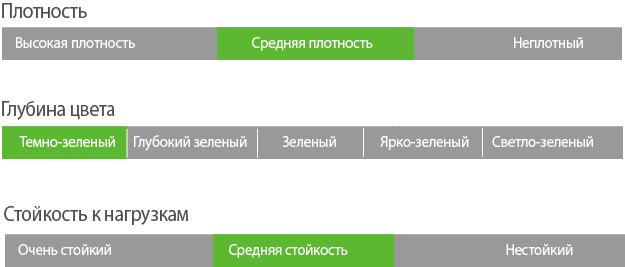 Плотность
Высокая плотность Средняя плотность Неплотный
Глубина цвета
Темно-зеленый Глубокий зеленый Зеленый Ярко-зеленый Светло-зеленый
Стойкость к нагрузкам
Очень стойкий Средняя стойкость Нестойкий